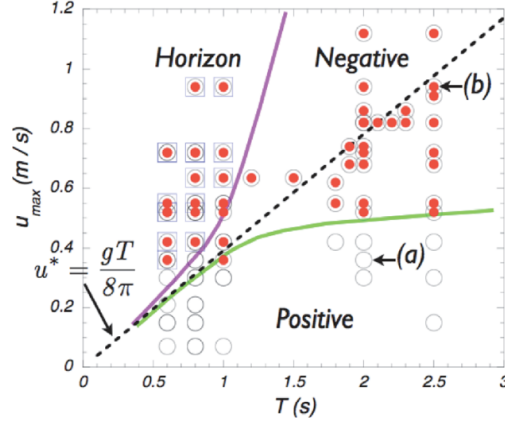 1.2
Horizon
Negative
1
(b)
0.8
u_max (m / s)
0.6
0.4
(a)
u* = gT / 8π
0.2
Positive
0
0
0.5
1
1.5
2
2.5
3
T (s)